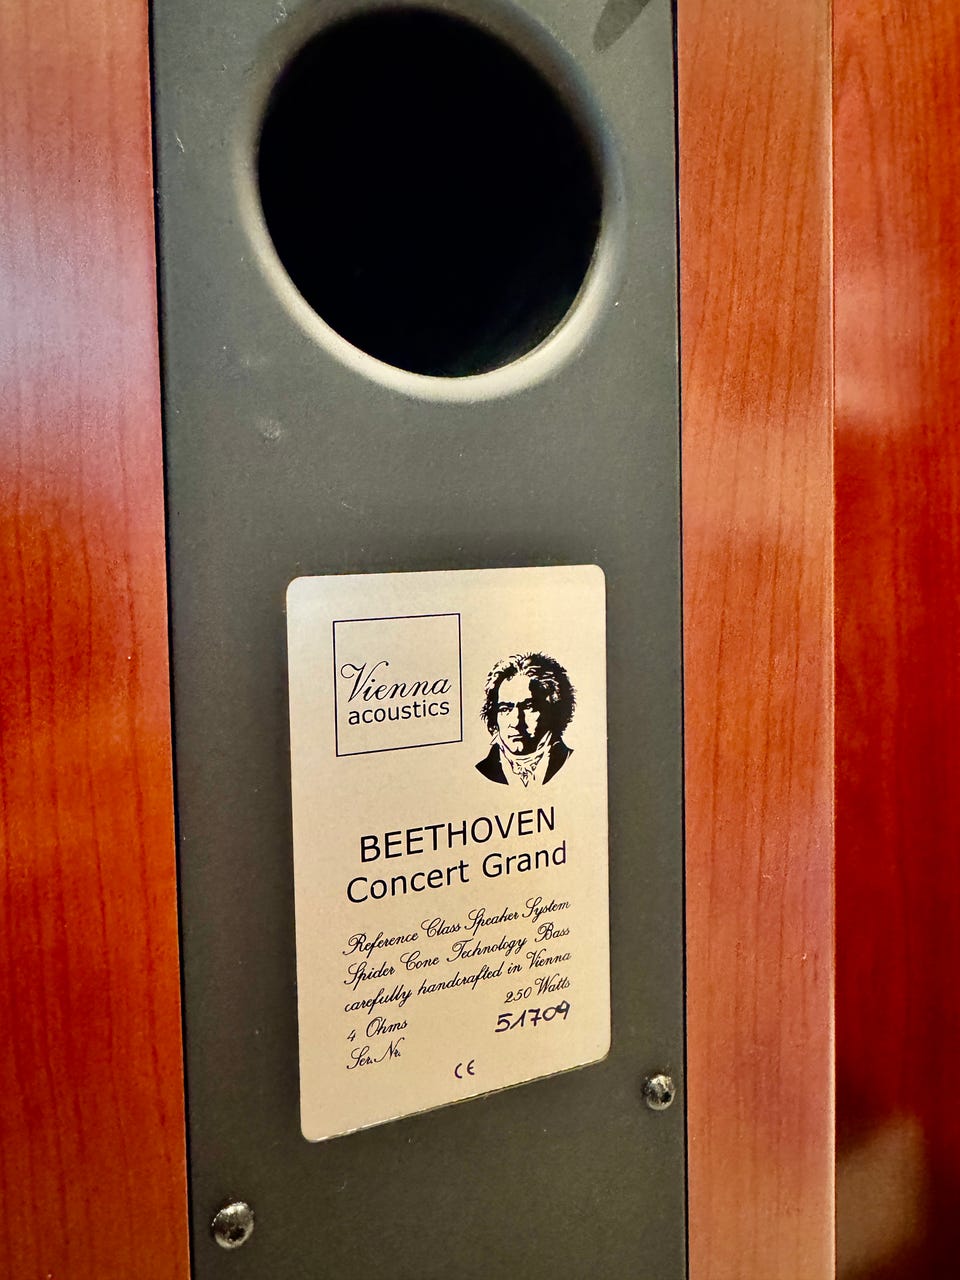 Vienna
acoustics
BEETHOVEN
Concert Grand
Reference Class Speaker System
Spider Cone Technology Bass
carefully handcrafted in Vienna
4 Ohms 250 Watts
Ser. Nr. 51709
CE